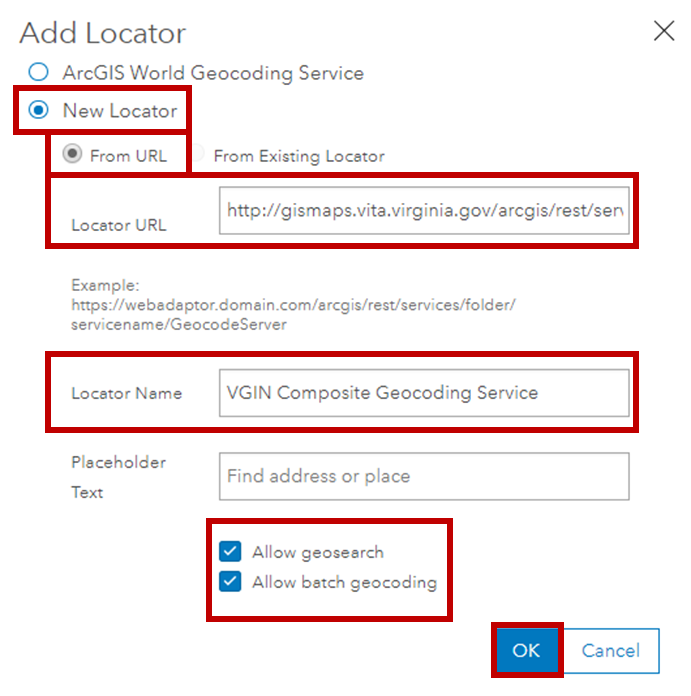 Add Locator
ArcGIS World Geocoding Service
New Locator
From URL From Existing Locator
Locator URL http://gismaps.vita.virginia.gov/arcgis/rest/serv
Example:
https://webadaptor.domain.com/arcgis/rest/services/folder/
servicename/GeocodeServer
Locator Name VGIN Composite Geocoding Service
Placeholder
Text
Find address or place
Allow geosearch
Allow batch geocoding
OK Cancel